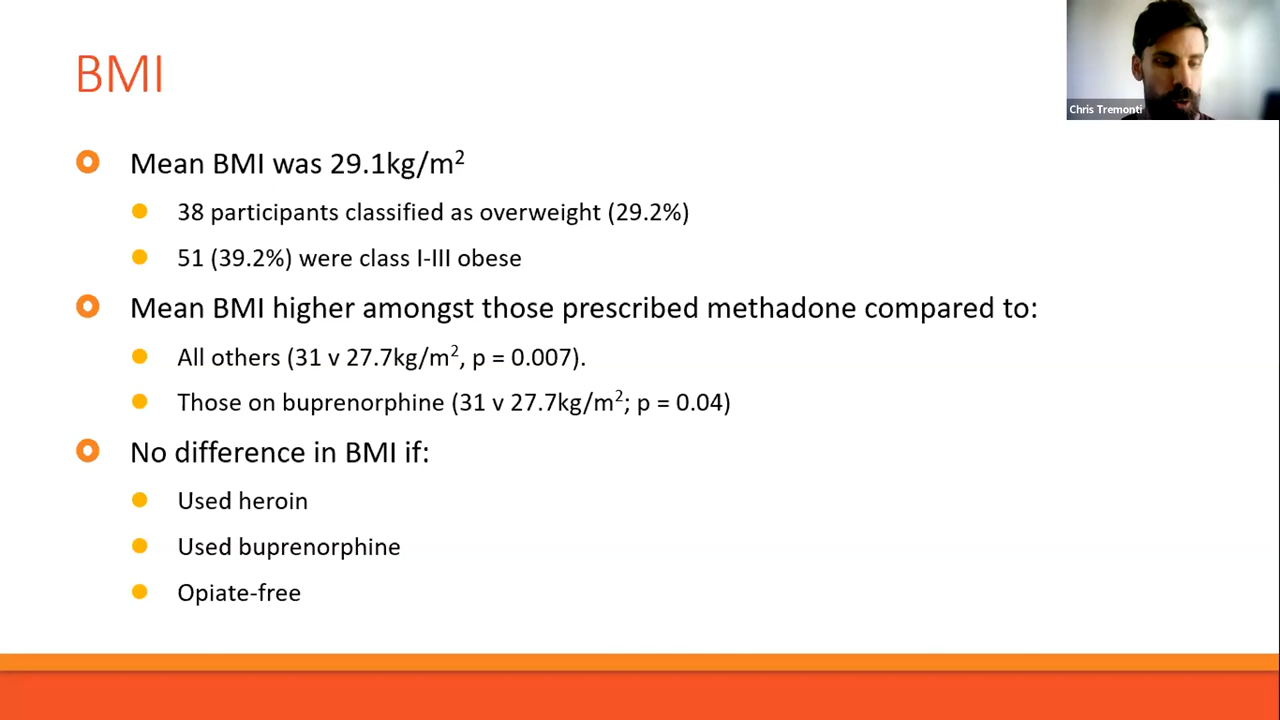 BMI
Chris Tremonti
Mean BMI was 29.1kg/m²
38 participants classified as overweight (29.2%)
51 (39.2%) were class I-III obese
Mean BMI higher amongst those prescribed methadone compared to:
All others (31 v 27.7kg/m², p = 0.007).
Those on buprenorphine (31 v 27.7kg/m²; p = 0.04)
No difference in BMI if:
Used heroin
Used buprenorphine
Opiate-free